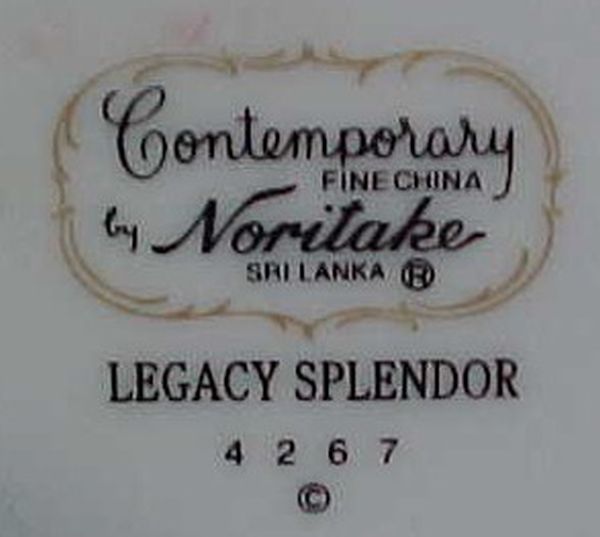 Contemporary
FINE CHINA
by Noritake
SRI LANKA ®
LEGACY SPLENDOR
4 2 6 7
©